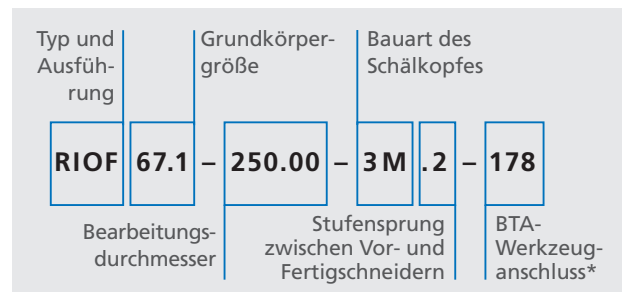 Typ und
Ausfüh-
rung
Grundkörper-
größe
Bauart des
Schälkopfes
RIOF 67.1 – 250.00 – 3M .2 – 178
Bearbeitungs-
durchmesser
Stufensprung
zwischen Vor- und
Fertigschneidern
BTA-
Werkzeug-
anschluss*